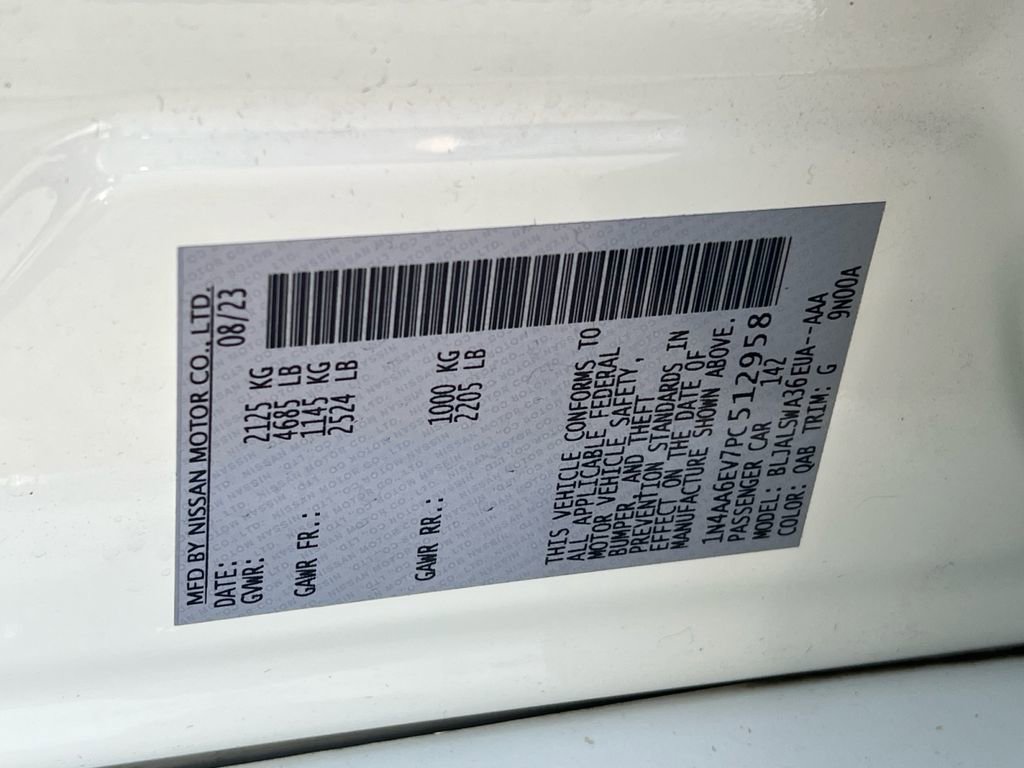 MFD BY NISSAN MOTOR CO., LTD.
DATE: 08/23
GVWR: 2125 KG
4685 LB
GAWR FR.: 1145 KG
2524 LB
GAWR RR.: 1000 KG
2205 LB
THIS VEHICLE CONFORMS TO
ALL APPLICABLE FEDERAL
MOTOR VEHICLE SAFETY,
BUMPER, AND THEFT
PREVENTION STANDARDS IN
EFFECT ON THE DATE OF
MANUFACTURE SHOWN ABOVE.
1N4AA6EV7PC512958
PASSENGER CAR 142
MODEL: BLJALSWA36EUA--AAA
COLOR: QAB TRIM: G 9N00A